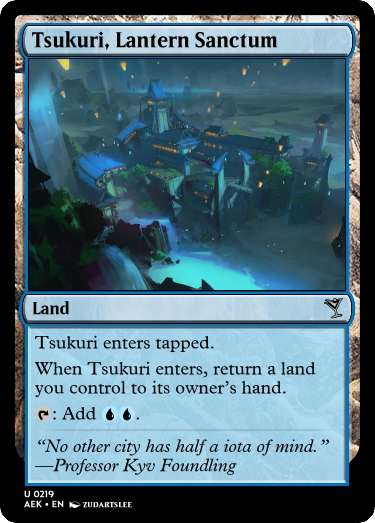 Tsukuri, Lantern Sanctum
Land
Tsukuri enters tapped.
When Tsukuri enters, return a land
you control to its owner's hand.
: Add .
“No other city has half a iota of mind.”
—Professor Kyv Foundling
U 0219
AEK • EN ZUDARTSLEE